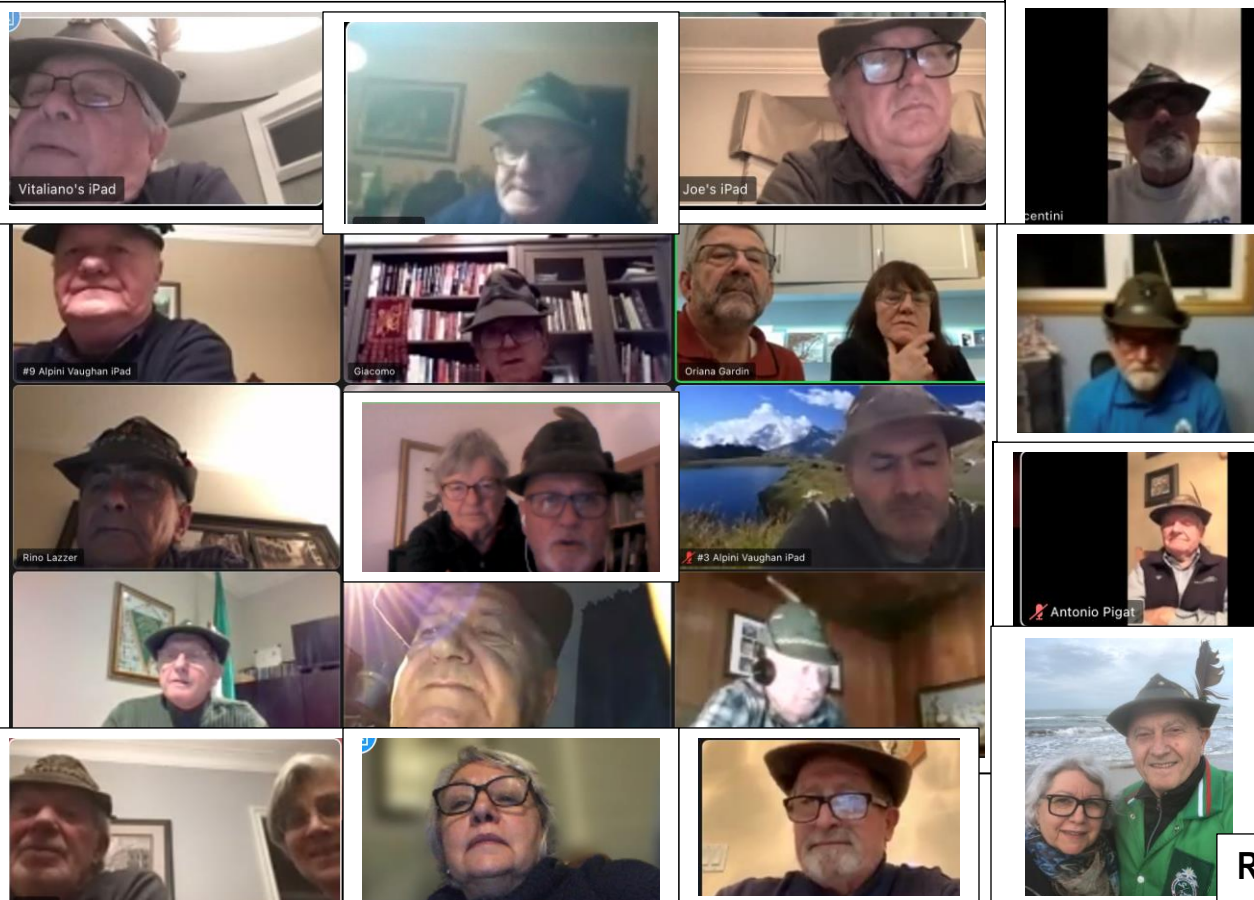 Vitaliano's iPad
Joe's iPad
centini
#9 Alpini Vaughan iPad
Giacomo
Oriana Gardin
Rino Lazzer
#3 Alpini Vaughan iPad
Antonio Pigat
R